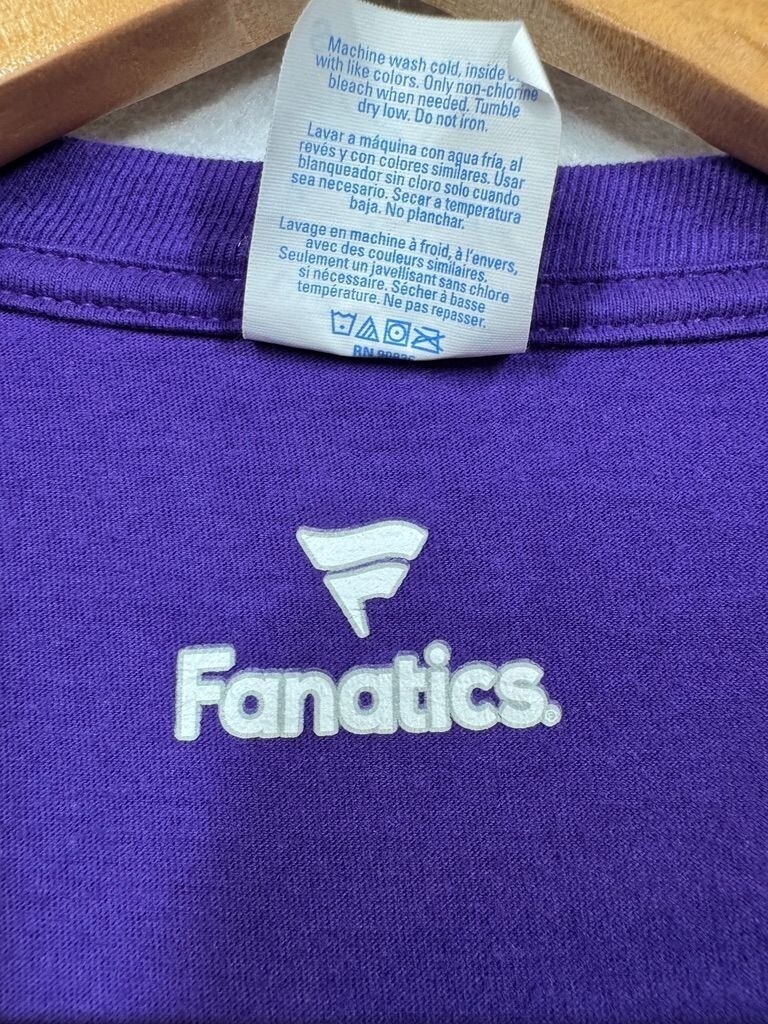 Machine wash cold, inside
with like colors. Only non-chlorine
bleach when needed. Tumble
dry low. Do not iron.
Lavar a máquina con agua fría, al
revés y con colores similares. Usar
blanqueador sin cloro solo cuando
sea necesario. Secar a temperatura
baja. No planchar.
Lavage en machine à froid, à l'envers,
avec des couleurs similaires.
Seulement un javellisant sans chlore
si nécessaire. Sécher à basse
température. Ne pas repasser.
RN
Fanatics.®